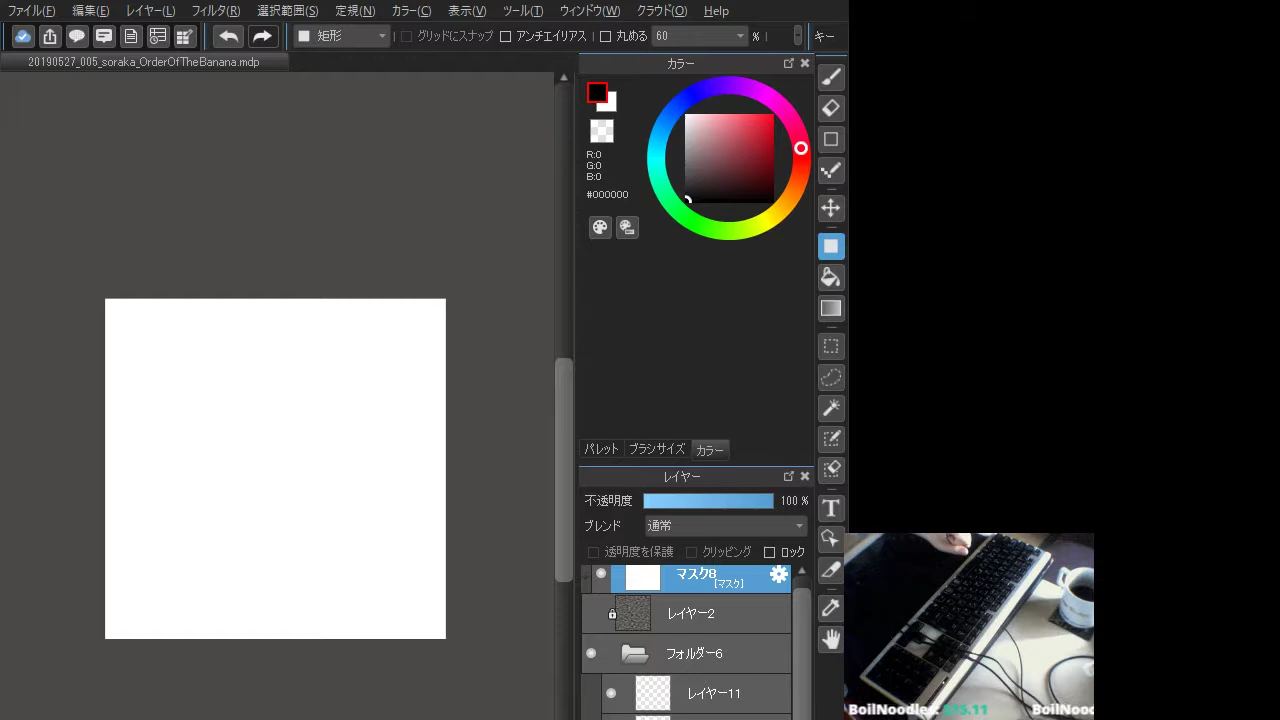 ファイル(F) 編集(E) レイヤー(L) フィルタ(R) 選択範囲(S) 定規(N) カラー(C) 表示(V) ツール(T) ウィンドウ(W) クラウド(O) Help
矩形 グリッドにスナップ アンチエイリアス 丸める 60 % キー
20190527_005_soraka_OrderOfTheBanana.mdp
カラー
R:0
G:0
B:0
#000000
パレット ブラシサイズ カラー
レイヤー
不透明度 100 %
ブレンド 通常
透明度を保護 クリッピング ロック
マスク8
[マスク]
レイヤー2
フォルダー6
レイヤー11
T
BoilNoodles: $15.11 BoilNood